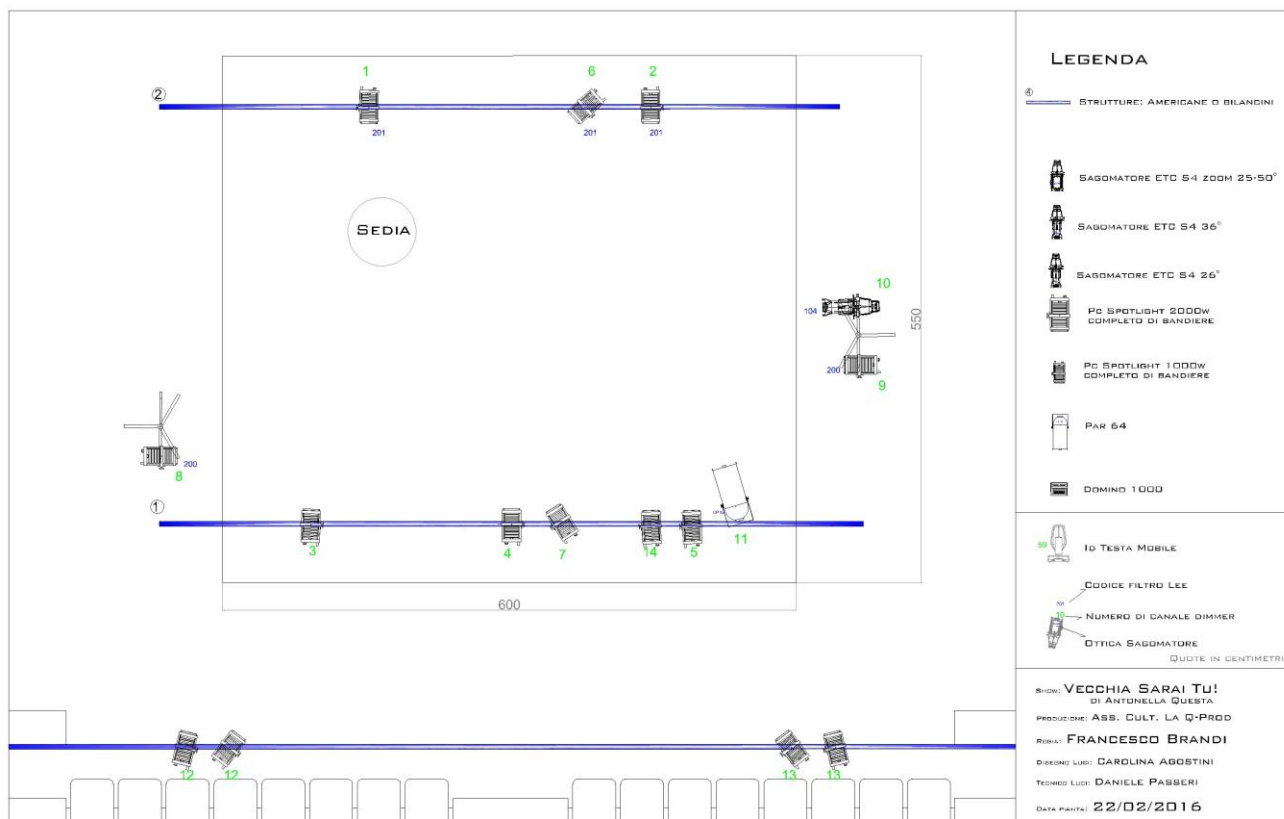 1
6
2
2
201
201
201
SEDIA
10
104
550
200
9
200
8
1
3
4
7
14
5
11
600
12
12
13
13
LEGENDA
4
STRUTTURE: AMERICANE O BILANCINI
SAGOMATORE ETC S4 ZOOM 25-50°
SAGOMATORE ETC S4 36°
SAGOMATORE ETC S4 26°
PC SPOTLIGHT 2000W
COMPLETO DI BANDIERE
PC SPOTLIGHT 1000W
COMPLETO DI BANDIERE
PAR 64
DOMINO 1000
59
ID TESTA MOBILE
CODICE FILTRO LEE
NUMERO DI CANALE DIMMER
OTTICA SAGOMATORE
QUOTE IN CENTIMETRI
SHOW: VECCHIA SARAI TU!
DI ANTONELLA QUESTA
PRODUZIONE: ASS. CULT. LA Q-PROD
REGIA: FRANCESCO BRANDI
DISEGNO LUCI: CAROLINA AGOSTINI
TECNICO LUCI: DANIELE PASSERI
DATA PIANTA: 22/02/2016